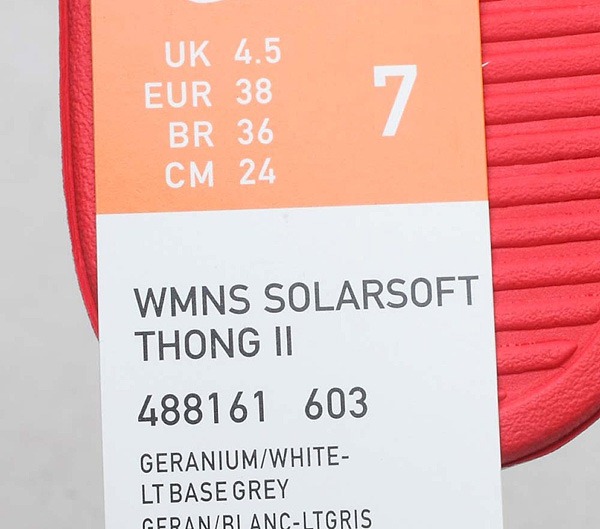 UK 4.5
EUR 38
BR 36
CM 24
7
WMNS SOLARSOFT
THONG II
488161 603
GERANIUM/WHITE-
LT BASE GREY
GERAN/BLANC-LTGRIS